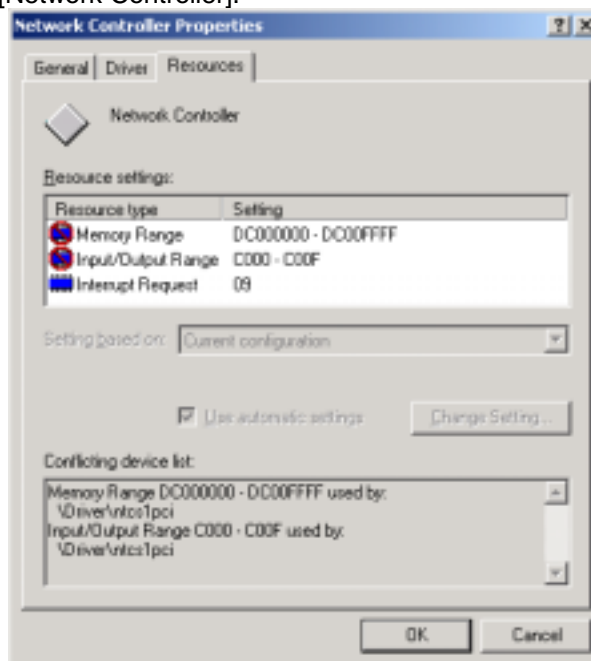 [Network Controller].
Network Controller Properties
General Driver Resources
Network Controller
Resource settings:
Resource type Setting
Memory Range DC000000 - DC00FFFF
Input/Output Range C000 - C00F
Interrupt Request 09
Setting based on: Current configuration
Use automatic settings Change Setting...
Conflicting device list:
Memory Range DC000000 - DC00FFFF used by:
\Driver\ntcs1pci
Input/Output Range C000 - C00F used by:
\Driver\ntcs1pci
OK Cancel